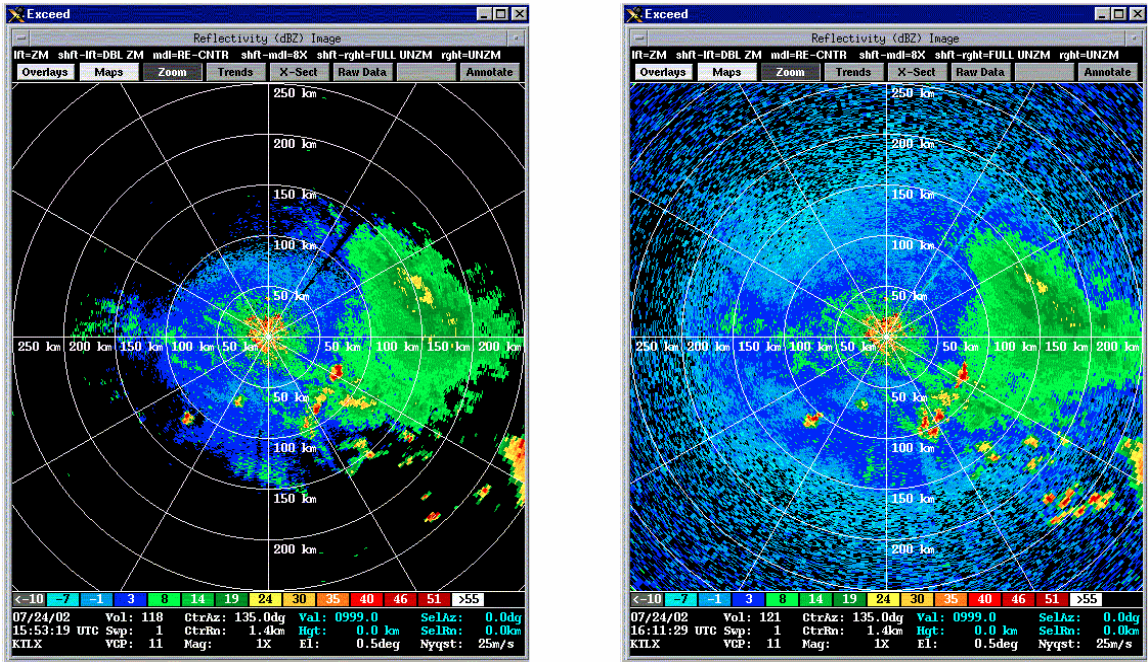 Exceed
Reflectivity (dBZ) Image
lft=ZM shft-lft=DBL ZM mdl=RE-CNTR shft-mdl=8X shft-rght=FULL UNZM rght=UNZM
Overlays Maps Zoom Trends X-Sect Raw Data Annotate
250 km
200 km
150 km
100 km
50 km
250 km 200 km 150 km 100 km 50 km 50 km 100 km 150 km 200 km
50 km
100 km
150 km
200 km
<-10 -7 -1 3 8 14 19 24 30 35 40 46 51 >55
07/24/02 Vol: 118 CtrAz: 135.0dg Val: 0999.0 SelAz: 0.0dg
15:53:19 UTC Swp: 1 CtrRn: 1.4km Hgt: 0.0 km SelRn: 0.0km
KTLX VCP: 11 Mag: 1X El: 0.5deg Nyqst: 25m/s
Exceed
Reflectivity (dBZ) Image
lft=ZM shft-lft=DBL ZM mdl=RE-CNTR shft-mdl=8X shft-rght=FULL UNZM rght=UNZM
Overlays Maps Zoom Trends X-Sect Raw Data Annotate
250 km
200 km
150 km
100 km
50 km
250 km 200 km 150 km 100 km 50 km 50 km 100 km 150 km 200 km
50 km
100 km
150 km
200 km
<-10 -7 -1 3 8 14 19 24 30 35 40 46 51 >55
07/24/02 Vol: 121 CtrAz: 135.0dg Val: 0999.0 SelAz: 0.0dg
16:11:29 UTC Swp: 1 CtrRn: 1.4km Hgt: 0.0 km SelRn: 0.0km
KTLX VCP: 11 Mag: 1X El: 0.5deg Nyqst: 25m/s